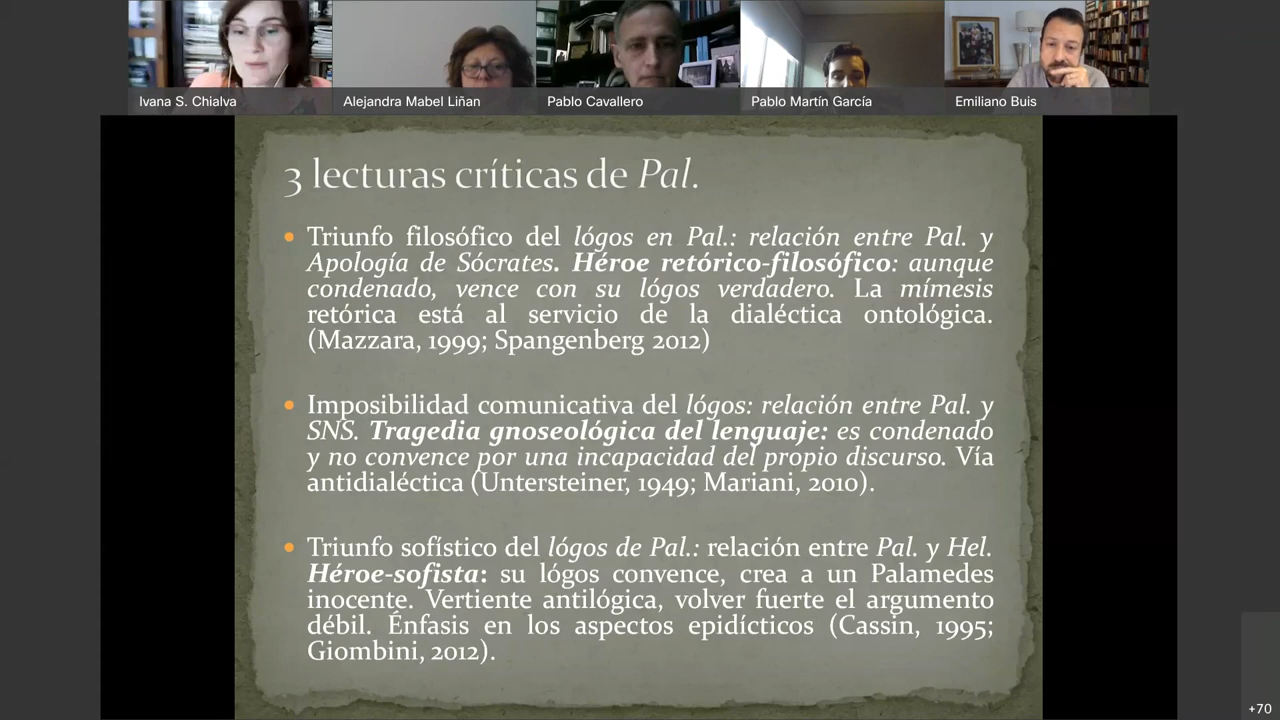 Ivana S. Chialva
Alejandra Mabel Liñan
Pablo Cavallero
Pablo Martín García
Emiliano Buis
3 lecturas críticas de Pal.
Triunfo filosófico del lógos en Pal.: relación entre Pal. y
Apología de Sócrates. Héroe retórico-filosófico: aunque
condenado, vence con su lógos verdadero. La mímesis
retórica está al servicio de la dialéctica ontológica.
(Mazzara, 1999; Spangenberg 2012)
Imposibilidad comunicativa del lógos: relación entre Pal. y
SNS. Tragedia gnoseológica del lenguaje: es condenado
y no convence por una incapacidad del propio discurso. Vía
antidialéctica (Untersteiner, 1949; Mariani, 2010).
Triunfo sofístico del lógos de Pal.: relación entre Pal. y Hel.
Héroe-sofista: su lógos convence, crea a un Palamedes
inocente. Vertiente antilógica, volver fuerte el argumento
débil. Énfasis en los aspectos epidícticos (Cassin, 1995;
Giombini, 2012).
+70